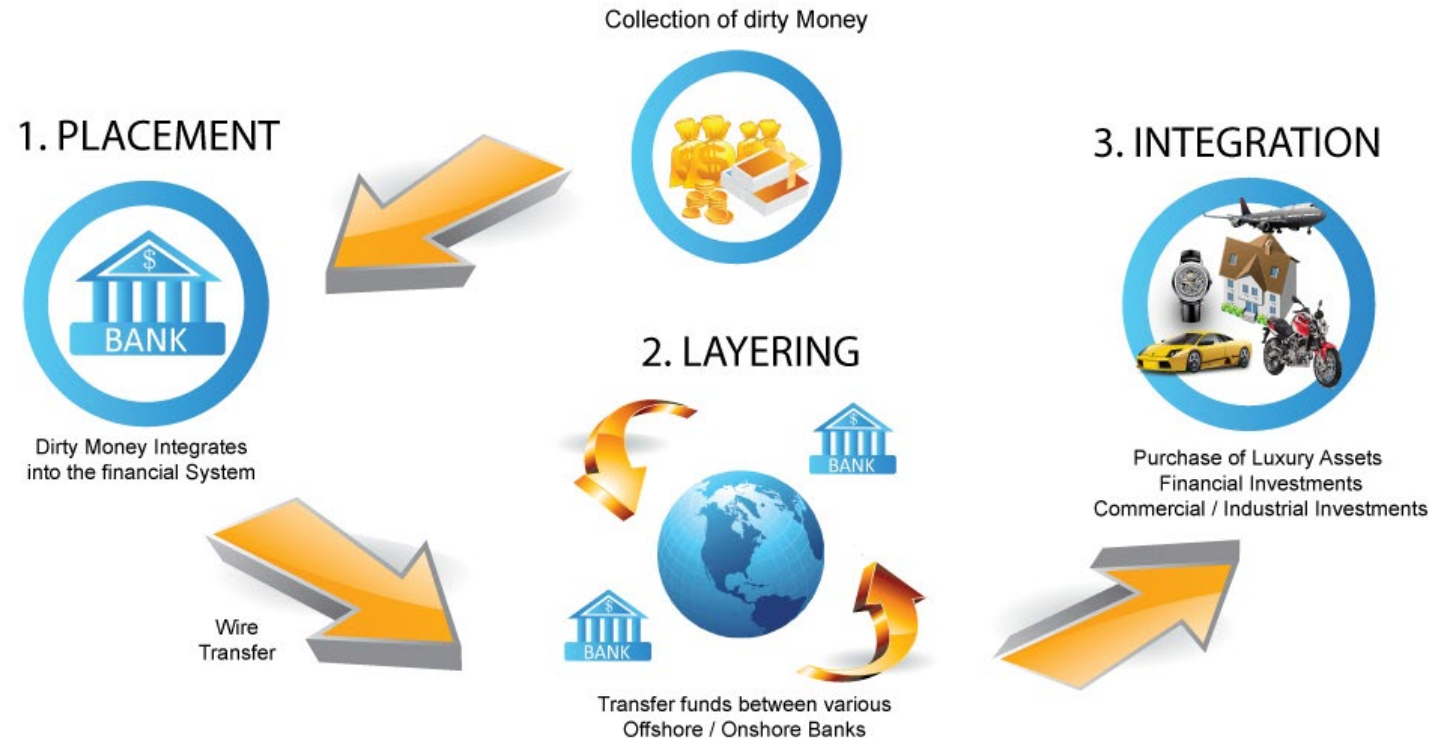 Collection of dirty Money
1. PLACEMENT
$
BANK
Dirty Money Integrates
into the financial System
Wire
Transfer
2. LAYERING
$
BANK
$
BANK
Transfer funds between various
Offshore / Onshore Banks
3. INTEGRATION
Purchase of Luxury Assets
Financial Investments
Commercial / Industrial Investments